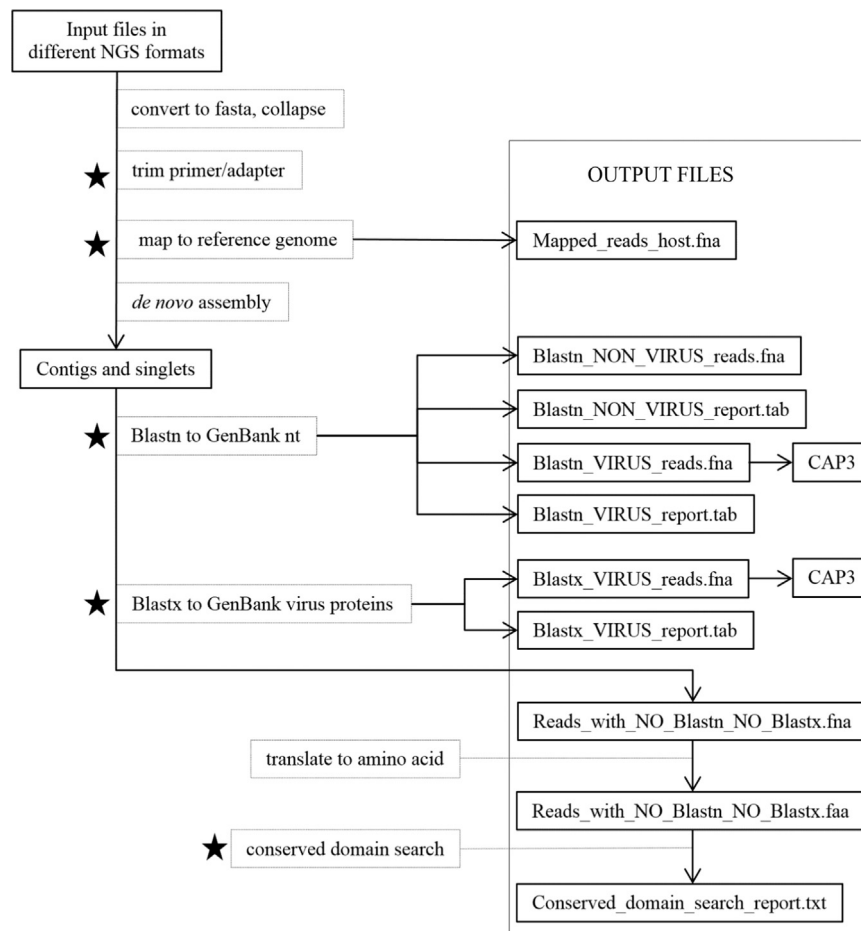 Input files in
different NGS formats
convert to fasta, collapse
trim primer/adapter
OUTPUT FILES
map to reference genome
Mapped_reads_host.fna
de novo assembly
Contigs and singlets
Blastn_NON_VIRUS_reads.fna
Blastn_NON_VIRUS_report.tab
Blastn to GenBank nt
Blastn_VIRUS_reads.fna
CAP3
Blastn_VIRUS_report.tab
Blastx_VIRUS_reads.fna
CAP3
Blastx to GenBank virus proteins
Blastx_VIRUS_report.tab
Reads_with_NO_Blastn_NO_Blastx.fna
translate to amino acid
Reads_with_NO_Blastn_NO_Blastx.faa
conserved domain search
Conserved_domain_search_report.txt